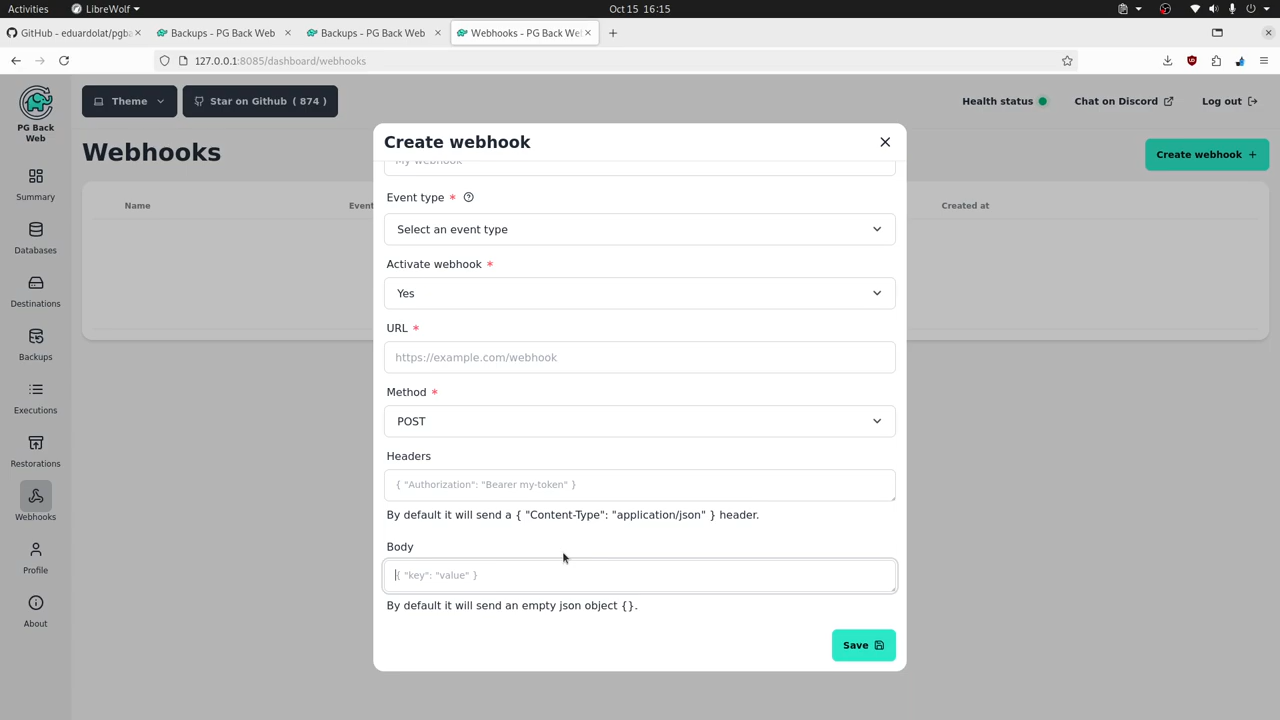 Activities
LibreWolf
Oct 15 16:15
GitHub - eduardolat/pgba
Backups - PG Back Web
Backups - PG Back Web
Webhooks - PG Back We
127.0.0.1:8085/dashboard/webhooks
PG Back
Web
Theme
Star on Github ( 874 )
Health status
Chat on Discord
Log out
Webhooks
Create webhook
Name
Event
Created at
Summary
Databases
Destinations
Backups
Executions
Restorations
Webhooks
Profile
About
Create webhook
My webhook
Event type *
Select an event type
Activate webhook *
Yes
URL *
https://example.com/webhook
Method *
POST
Headers
{ "Authorization": "Bearer my-token" }
By default it will send a { "Content-Type": "application/json" } header.
Body
{ "key": "value" }
By default it will send an empty json object {}.
Save